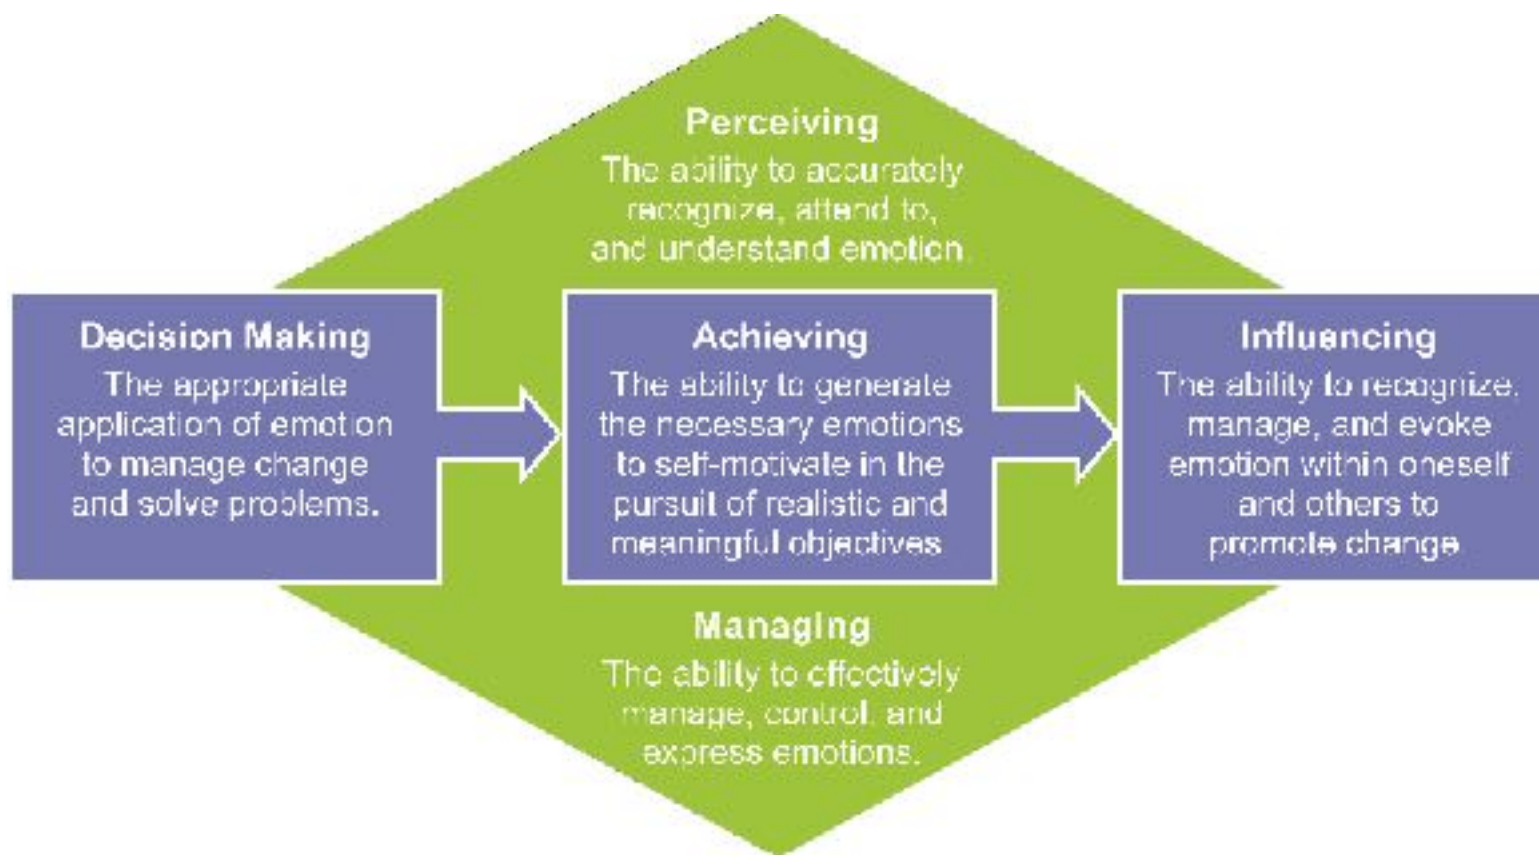 Perceiving
The ability to accurately
recognize, attend to,
and understand emotion.
Decision Making
The appropriate
application of emotion
to manage change
and solve problems.
Achieving
The ability to generate
the necessary emotions
to self-motivate in the
pursuit of realistic and
meaningful objectives
Influencing
The ability to recognize,
manage, and evoke
emotion within oneself
and others to
promote change
Managing
The ability to effectively
manage, control, and
express emotions.